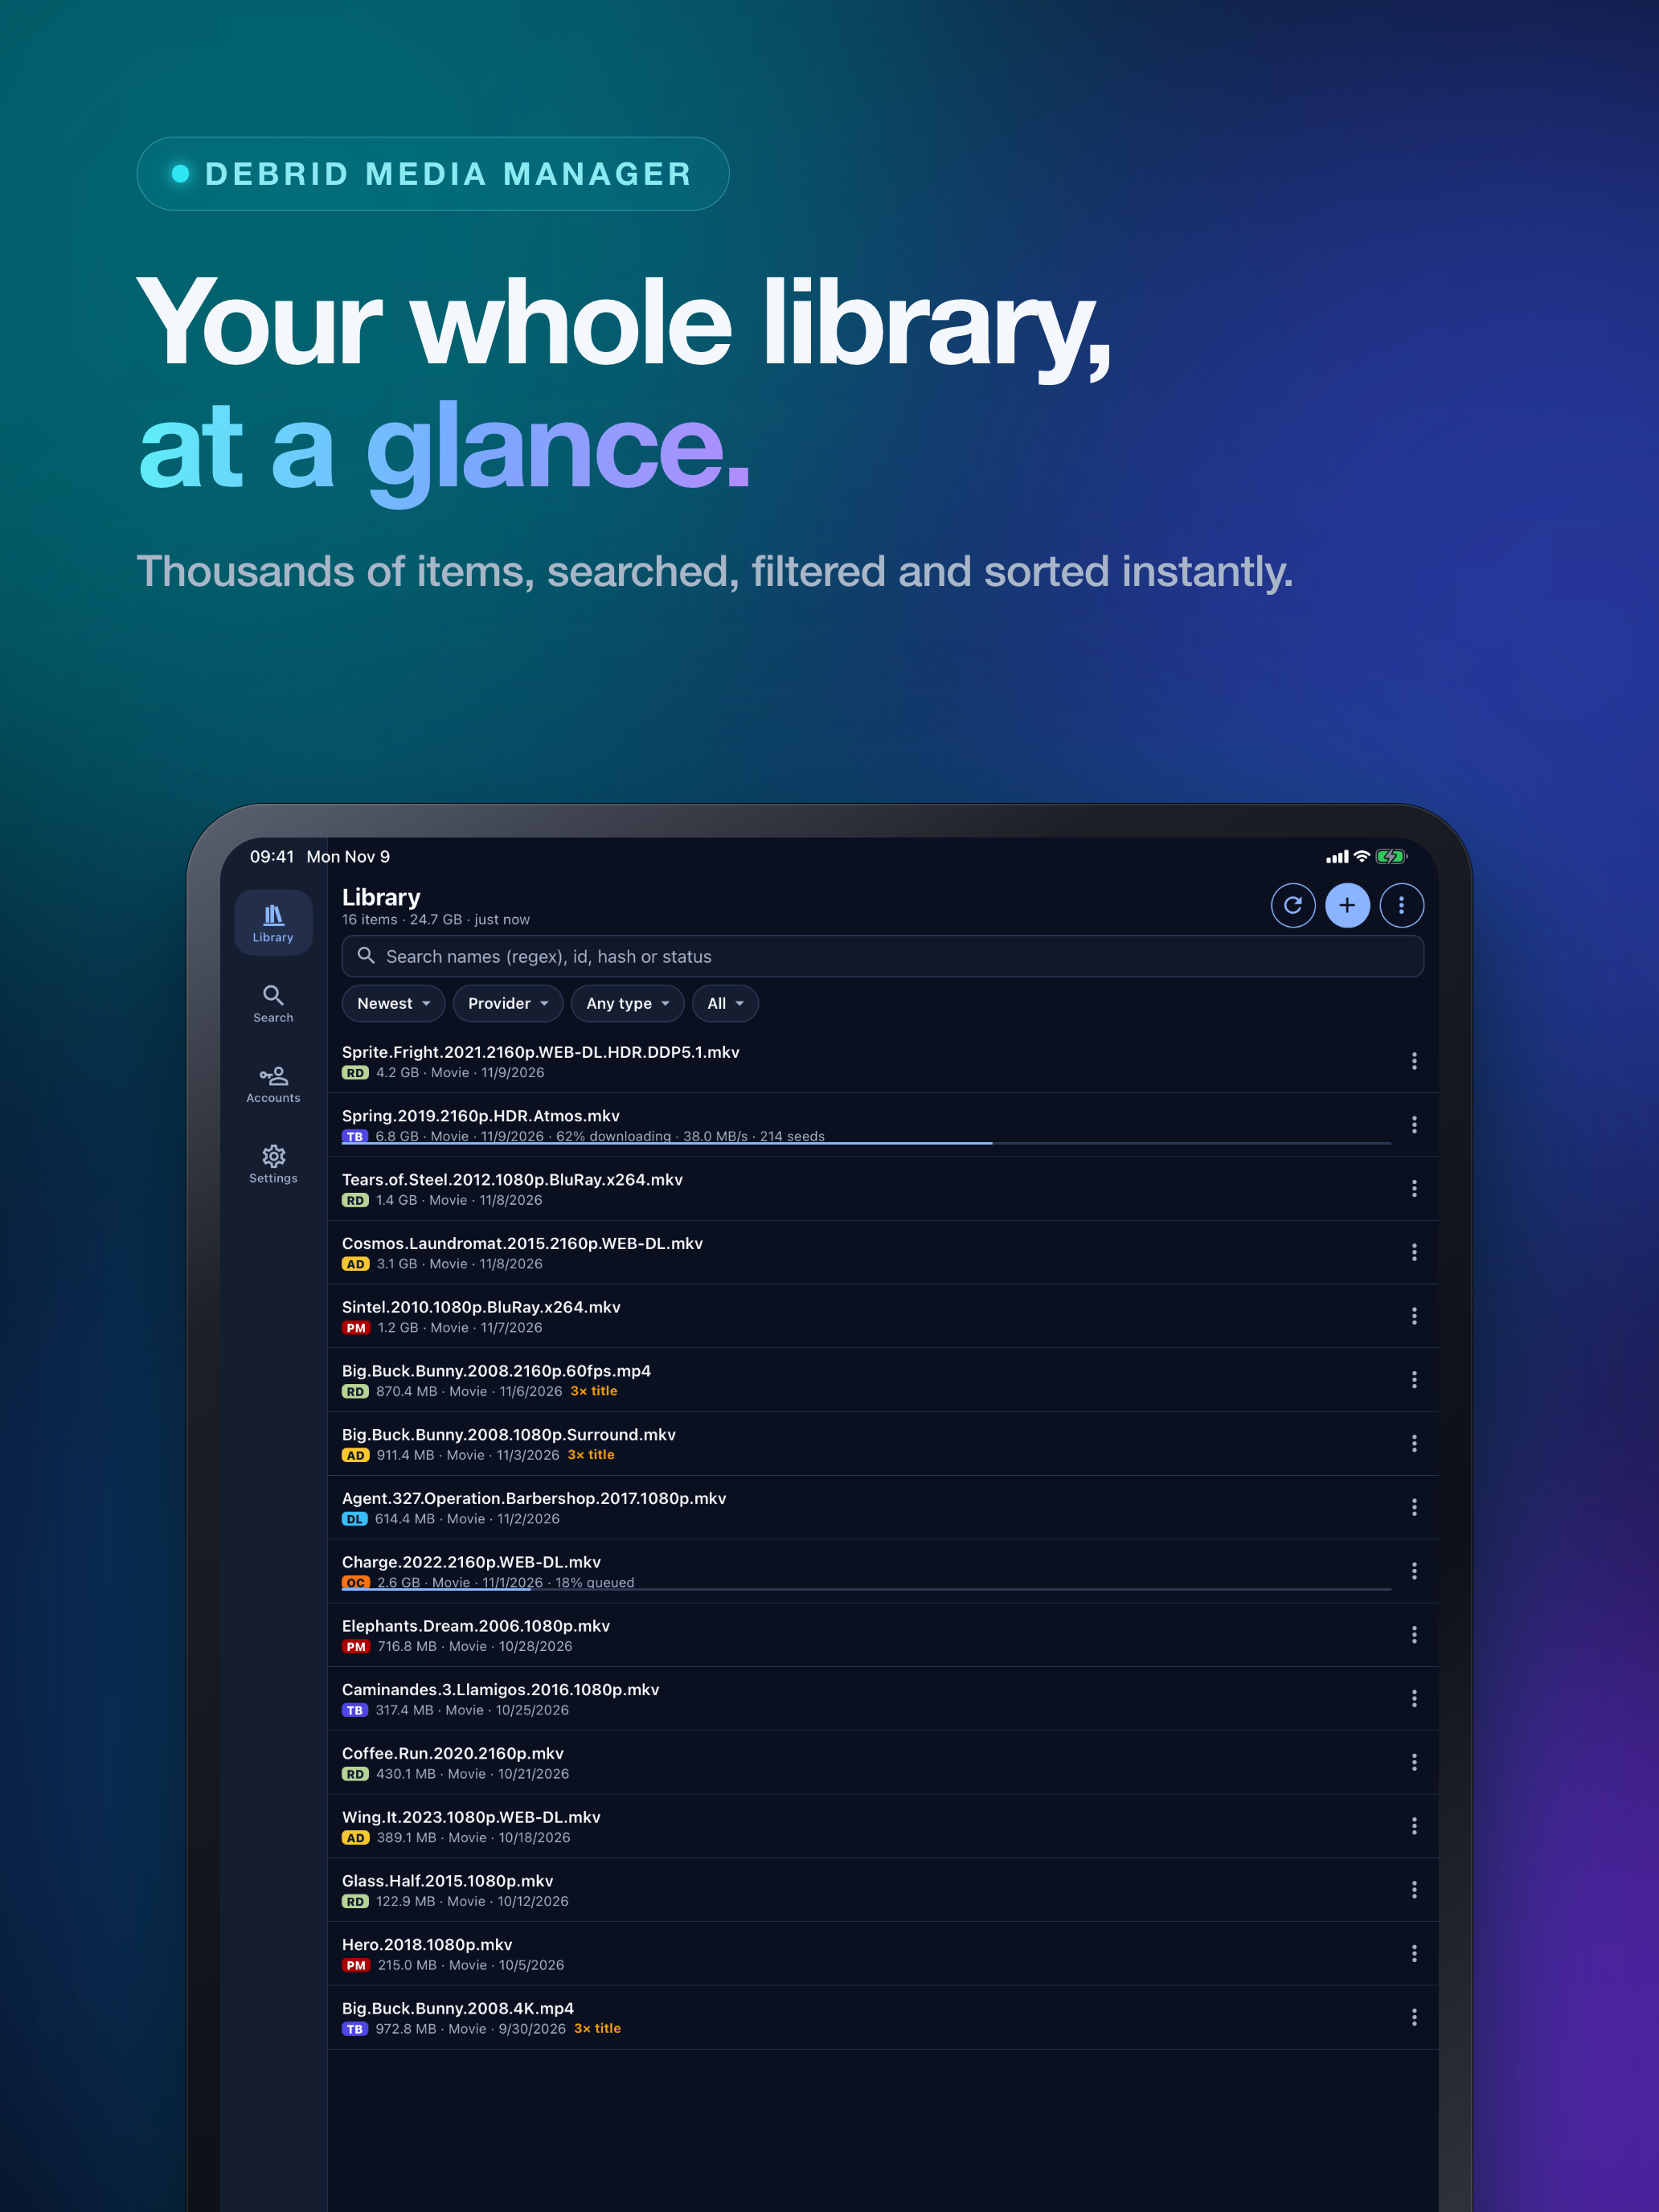 DEBRID MEDIA MANAGER
Your whole library,
at a glance.
Thousands of items, searched, filtered and sorted instantly.
09:41 Mon Nov 9
Library
16 items · 24.7 GB · just now
Library
Search names (regex), id, hash or status
Newest Provider Any type All
Search
Accounts
Settings
Sprite.Fright.2021.2160p.WEB-DL.HDR.DDP5.1.mkv
RD 4.2 GB · Movie · 11/9/2026
Spring.2019.2160p.HDR.Atmos.mkv
TB 6.8 GB · Movie · 11/9/2026 · 62% downloading · 38.0 MB/s · 214 seeds
Tears.of.Steel.2012.1080p.BluRay.x264.mkv
RD 1.4 GB · Movie · 11/8/2026
Cosmos.Laundromat.2015.2160p.WEB-DL.mkv
AD 3.1 GB · Movie · 11/8/2026
Sintel.2010.1080p.BluRay.x264.mkv
PM 1.2 GB · Movie · 11/7/2026
Big.Buck.Bunny.2008.2160p.60fps.mp4
RD 870.4 MB · Movie · 11/6/2026 3× title
Big.Buck.Bunny.2008.1080p.Surround.mkv
AD 911.4 MB · Movie · 11/3/2026 3× title
Agent.327.Operation.Barbershop.2017.1080p.mkv
DL 614.4 MB · Movie · 11/2/2026
Charge.2022.2160p.WEB-DL.mkv
OC 2.6 GB · Movie · 11/1/2026 · 18% queued
Elephants.Dream.2006.1080p.mkv
PM 716.8 MB · Movie · 10/28/2026
Caminandes.3.Llamigos.2016.1080p.mkv
TB 317.4 MB · Movie · 10/25/2026
Coffee.Run.2020.2160p.mkv
RD 430.1 MB · Movie · 10/21/2026
Wing.It.2023.1080p.WEB-DL.mkv
AD 389.1 MB · Movie · 10/18/2026
Glass.Half.2015.1080p.mkv
RD 122.9 MB · Movie · 10/12/2026
Hero.2018.1080p.mkv
PM 215.0 MB · Movie · 10/5/2026
Big.Buck.Bunny.2008.4K.mp4
TB 972.8 MB · Movie · 9/30/2026 3× title